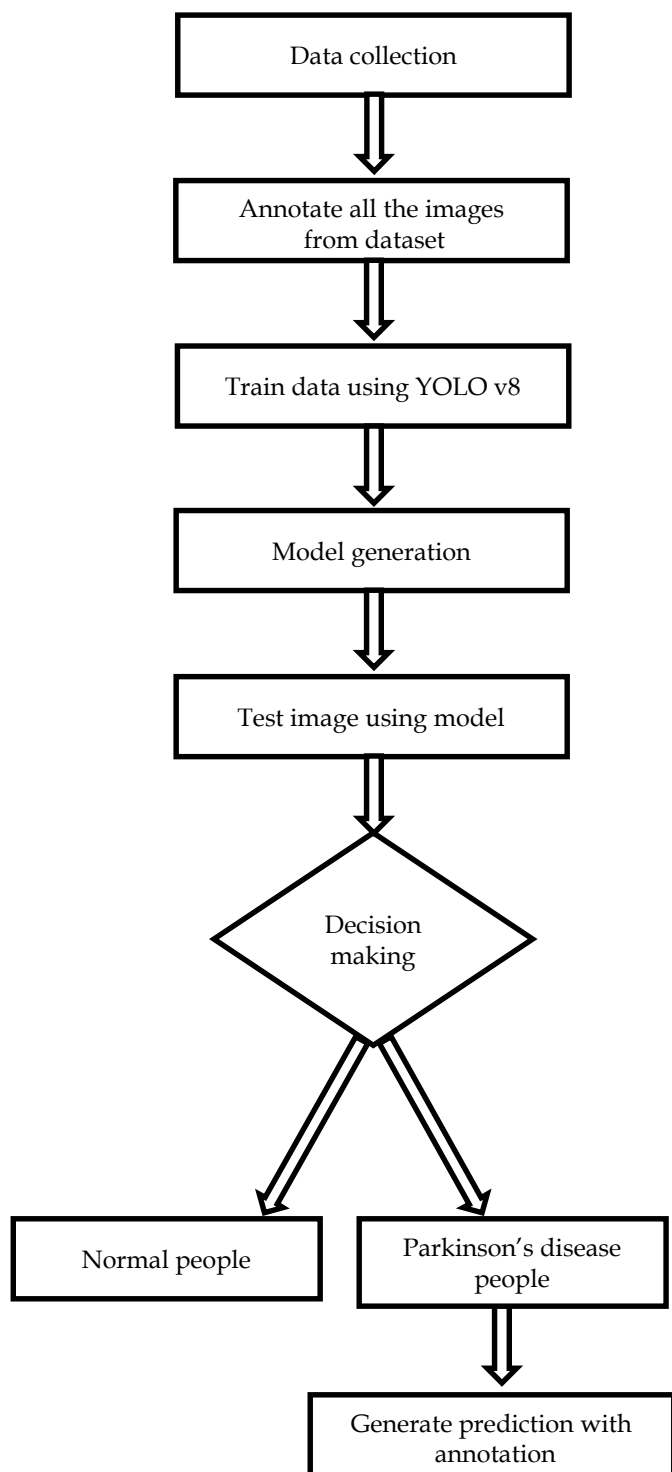 Data collection
Annotate all the images
from dataset
Train data using YOLO v8
Model generation
Test image using model
Decision
making
Normal people
Parkinson’s disease
people
Generate prediction with
annotation